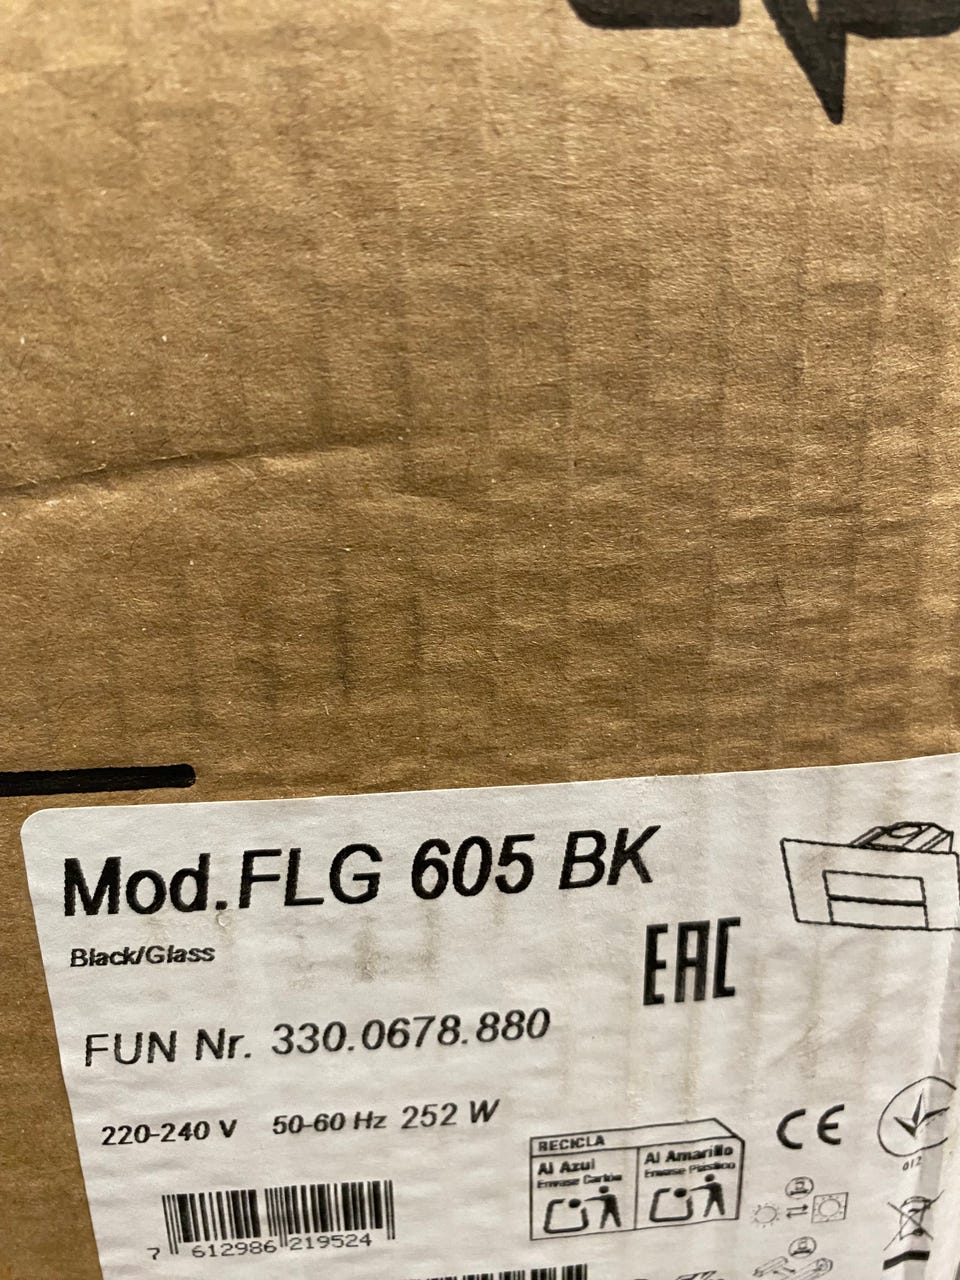 Mod.FLG 605 BK
Black/Glass
EAC
FUN Nr. 330.0678.880
220-240 V 50-60 Hz 252 W
RECICLA
Al Azul
Envase Cartón
Al Amarillo
Envase Plástico
CE
012
7 612986 219524